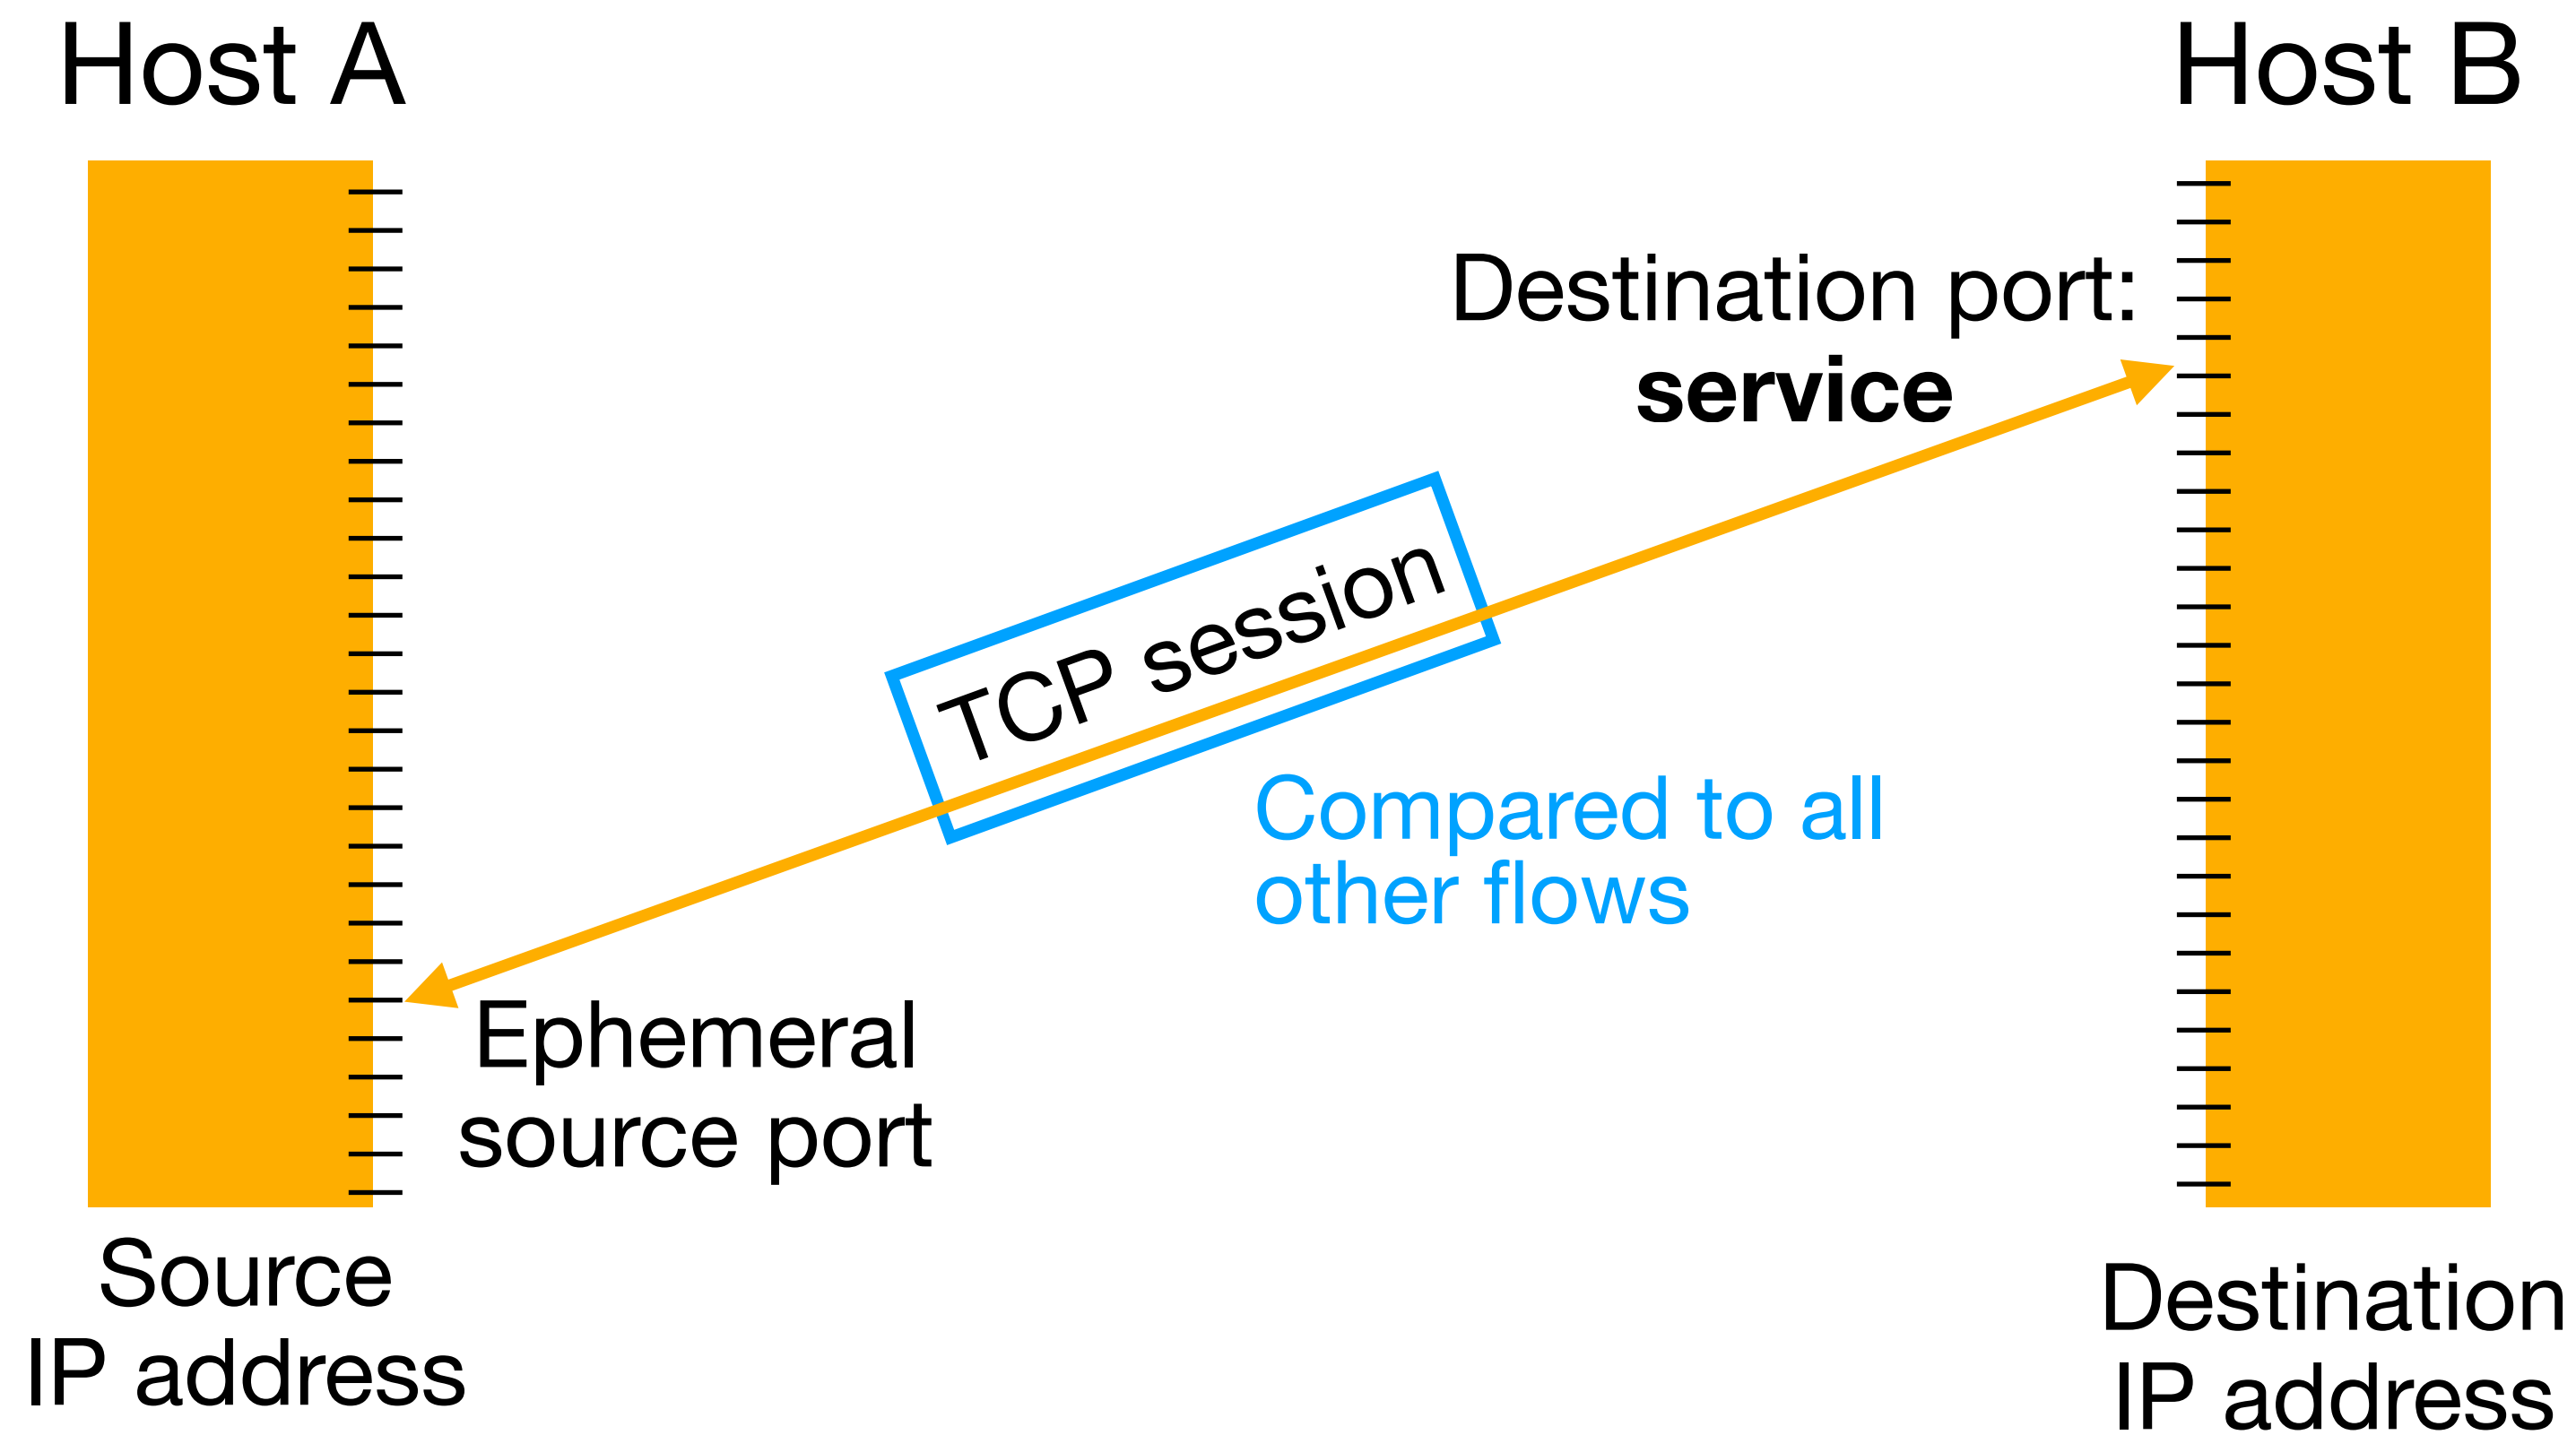 Host A
Host B
Destination port:
service
TCP session
Compared to all
other flows
Ephemeral
source port
Source
IP address
Destination
IP address